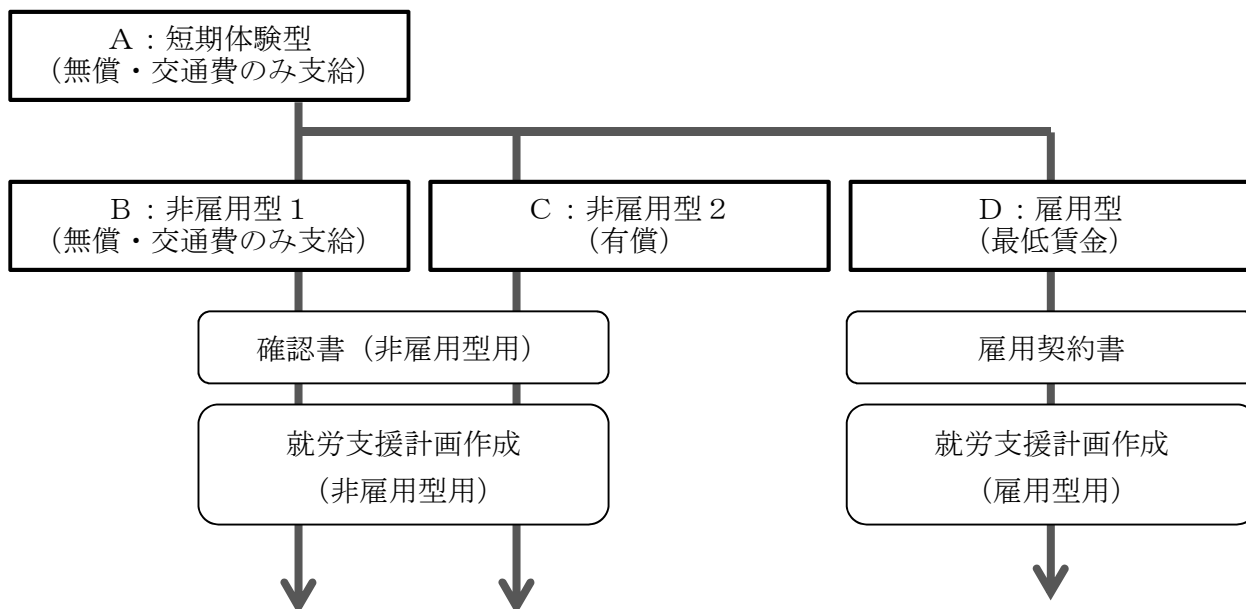 Ａ：短期体験型
（無償・交通費のみ支給）
Ｂ：非雇用型１
（無償・交通費のみ支給）
Ｃ：非雇用型２
（有償）
Ｄ：雇用型
（最低賃金）
確認書（非雇用型用）
雇用契約書
就労支援計画作成
（非雇用型用）
就労支援計画作成
（雇用型用）